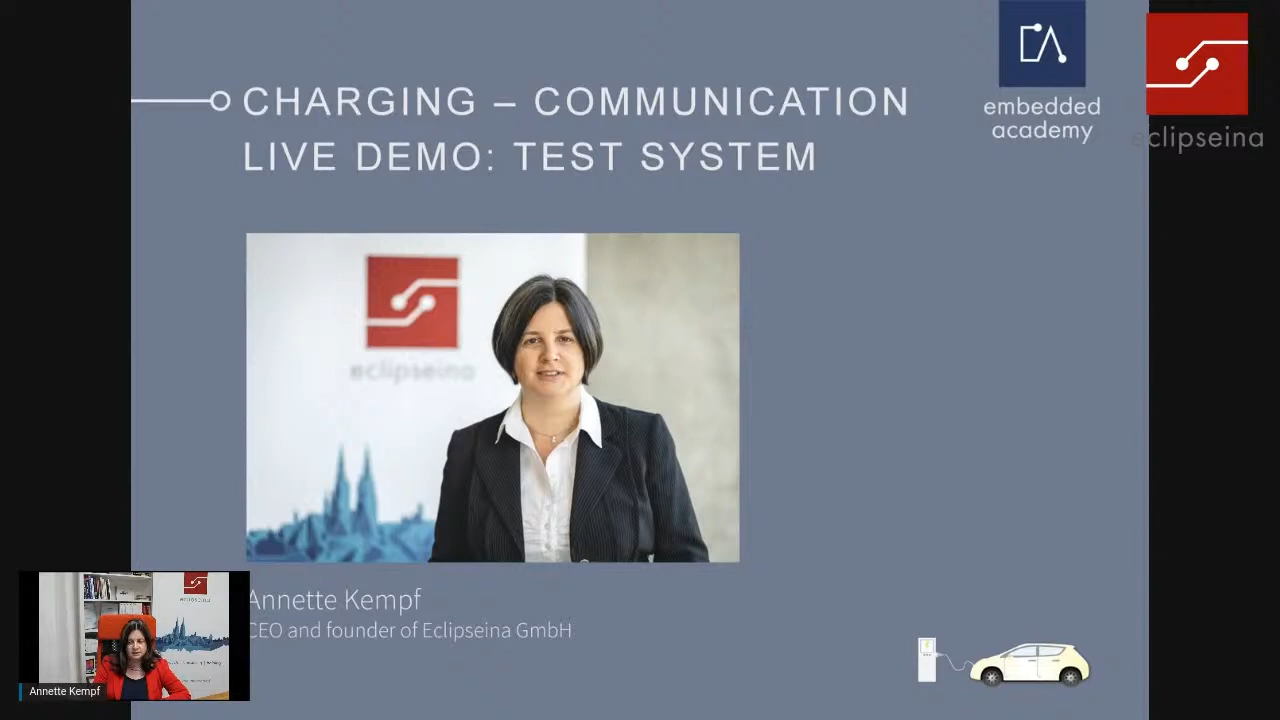 CHARGING – COMMUNICATION
LIVE DEMO: TEST SYSTEM
embedded
academy
eclipseina
eclipseina
Annette Kempf
CEO and founder of Eclipseina GmbH
eclipseina
Annette Kempf